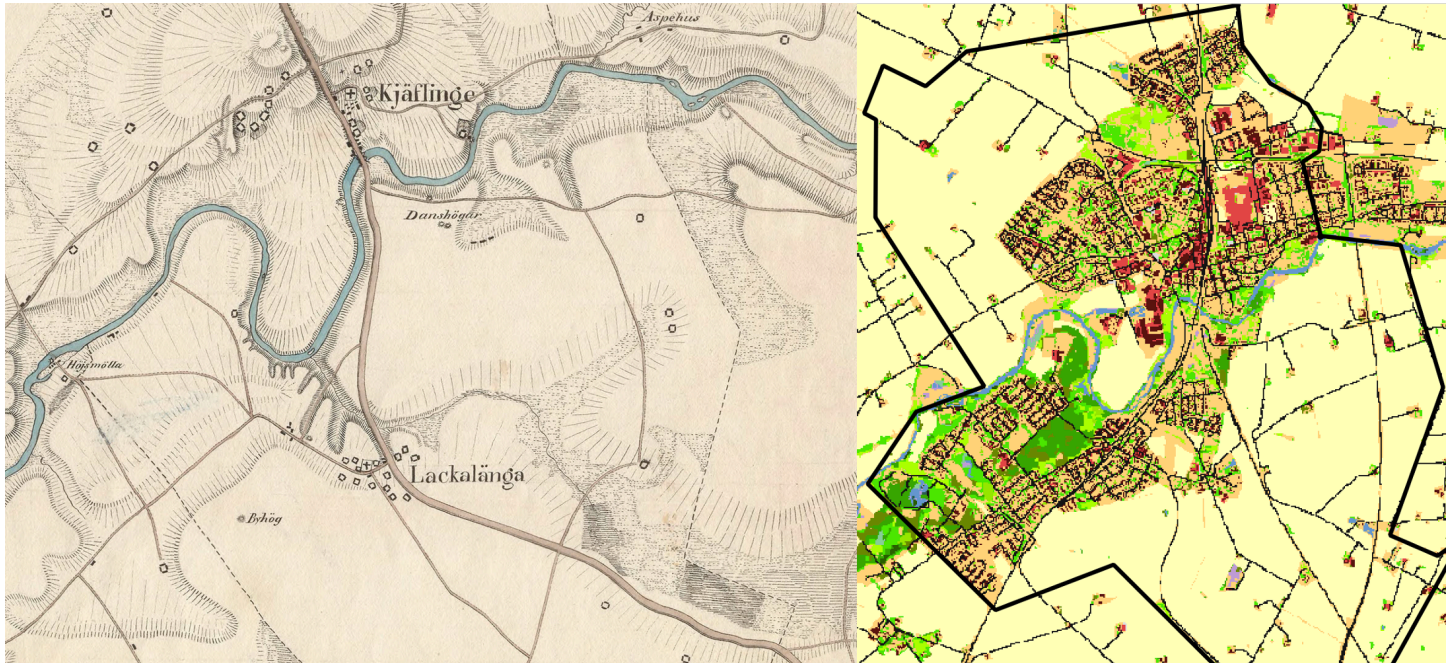 Aspehus
Kjäflinge
Danshögar
Höjsmölla
Lackalänga
Byhög